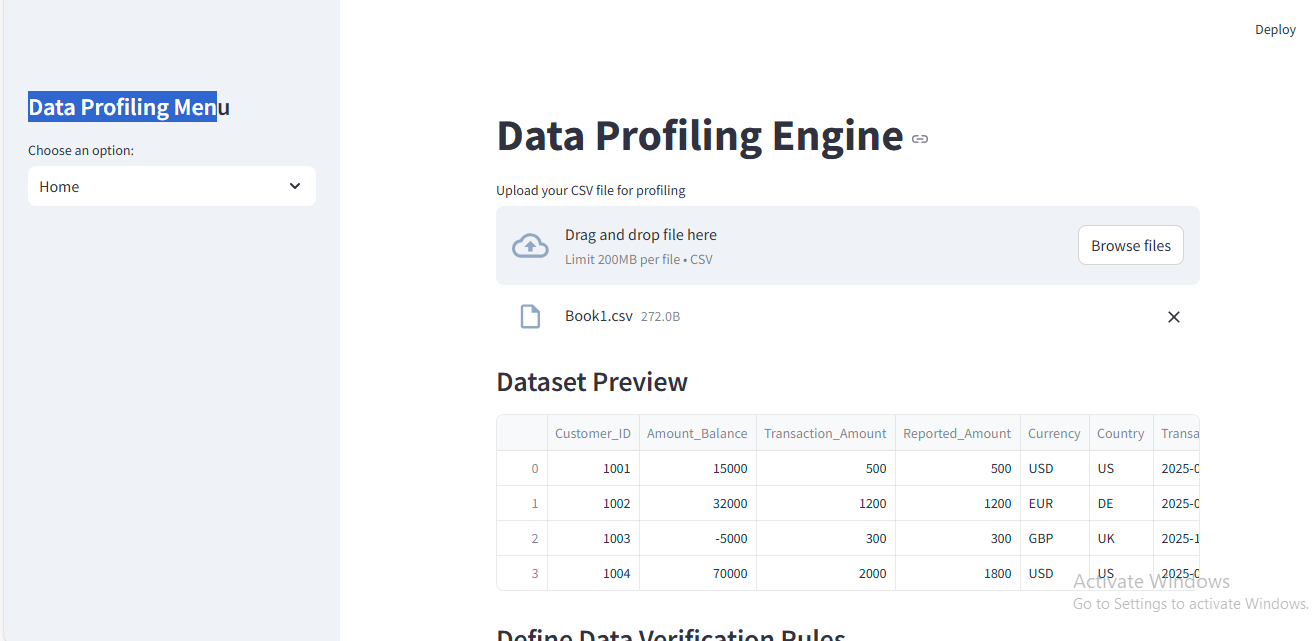 Deploy
Data Profiling Menu
Choose an option:
Home
Data Profiling Engine
Upload your CSV file for profiling
Drag and drop file here
Limit 200MB per file • CSV
Browse files
Book1.csv 272.0B
Dataset Preview
Customer_ID Amount_Balance Transaction_Amount Reported_Amount Currency Country Transa
0 1001 15000 500 500 USD US 2025-0
1 1002 32000 1200 1200 EUR DE 2025-0
2 1003 -5000 300 300 GBP UK 2025-1
3 1004 70000 2000 1800 USD US 2025-0
Activate Windows
Go to Settings to activate Windows.
Define Data Verification Rules